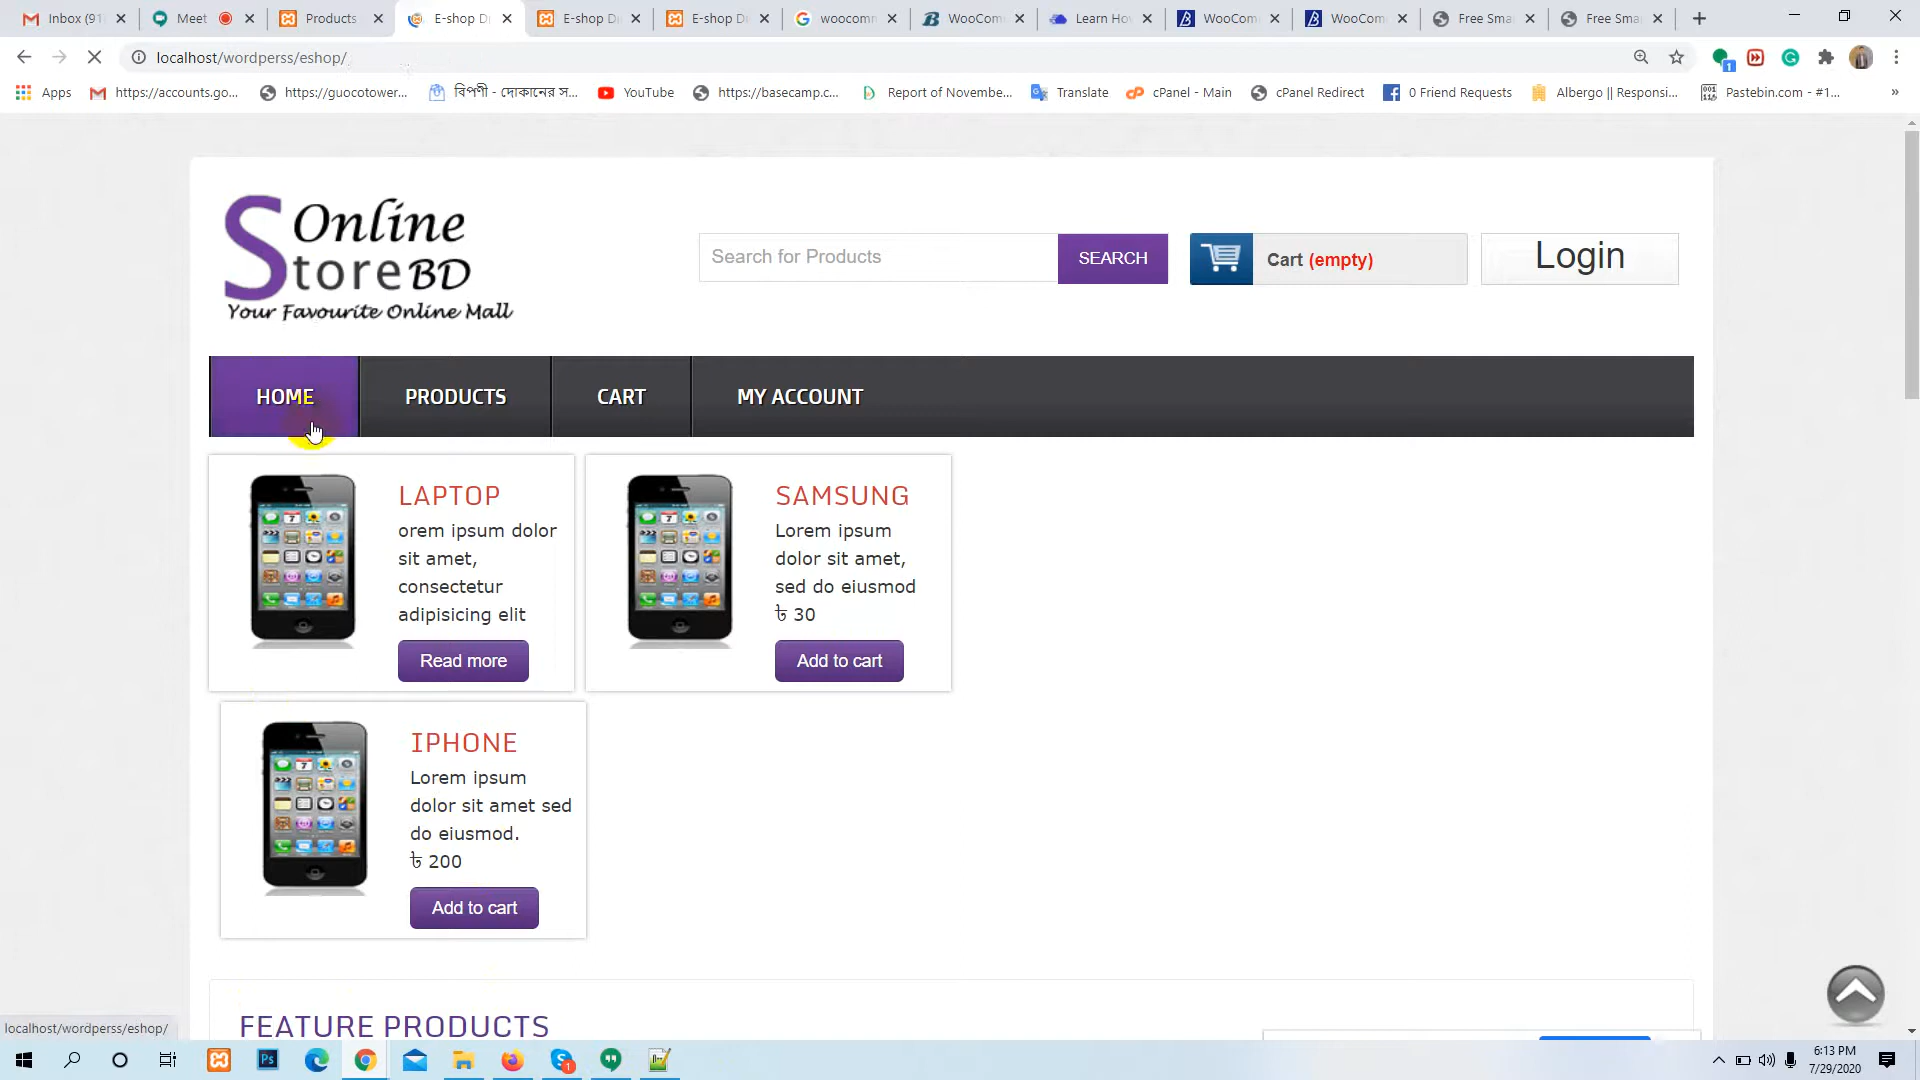 Inbox (91
Meet
Products
E-shop D
E-shop D
E-shop D
woocomm
WooCom
Learn Ho
WooCom
WooCom
Free Sma
Free Sma
localhost/wordperss/eshop/
Apps
https://accounts.go...
https://guocotower...
বিপণী - দোকানের স...
YouTube
https://basecamp.c...
Report of Novembe...
Translate
cPanel - Main
cPanel Redirect
0 Friend Requests
Albergo || Responsi...
Pastebin.com - #1...
»
Online
Store BD
Your Favourite Online Mall
Search for Products
SEARCH
Cart (empty)
Login
HOME
PRODUCTS
CART
MY ACCOUNT
LAPTOP
orem ipsum dolor
sit amet,
consectetur
adipisicing elit
Read more
SAMSUNG
Lorem ipsum
dolor sit amet,
sed do eiusmod
৳ 30
Add to cart
IPHONE
Lorem ipsum
dolor sit amet sed
do eiusmod.
৳ 200
Add to cart
FEATURE PRODUCTS
localhost/wordperss/eshop/
6:13 PM
7/29/2020